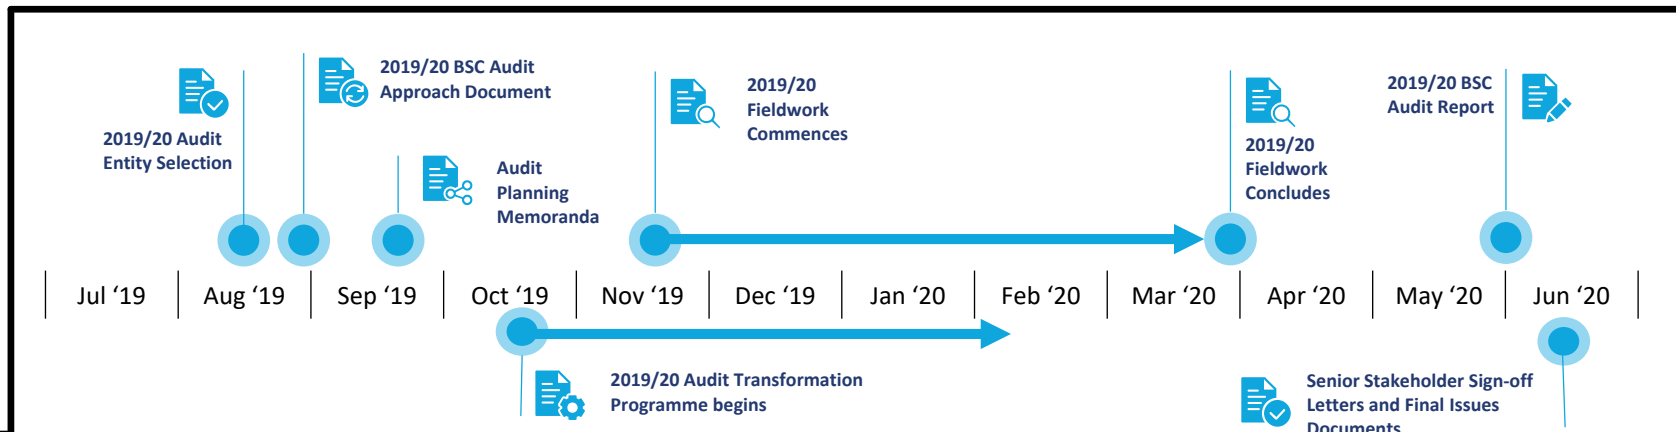 2019/20 Audit
Entity Selection
2019/20 BSC Audit
Approach Document
Audit
Planning
Memoranda
2019/20
Fieldwork
Commences
2019/20
Fieldwork
Concludes
2019/20 BSC
Audit Report
Jul ‘19
Aug ‘19
Sep ‘19
Oct ‘19
Nov ‘19
Dec ‘19
Jan ‘20
Feb ‘20
Mar ‘20
Apr ‘20
May ‘20
Jun ‘20
2019/20 Audit Transformation
Programme begins
Senior Stakeholder Sign-off
Letters and Final Issues
Documents